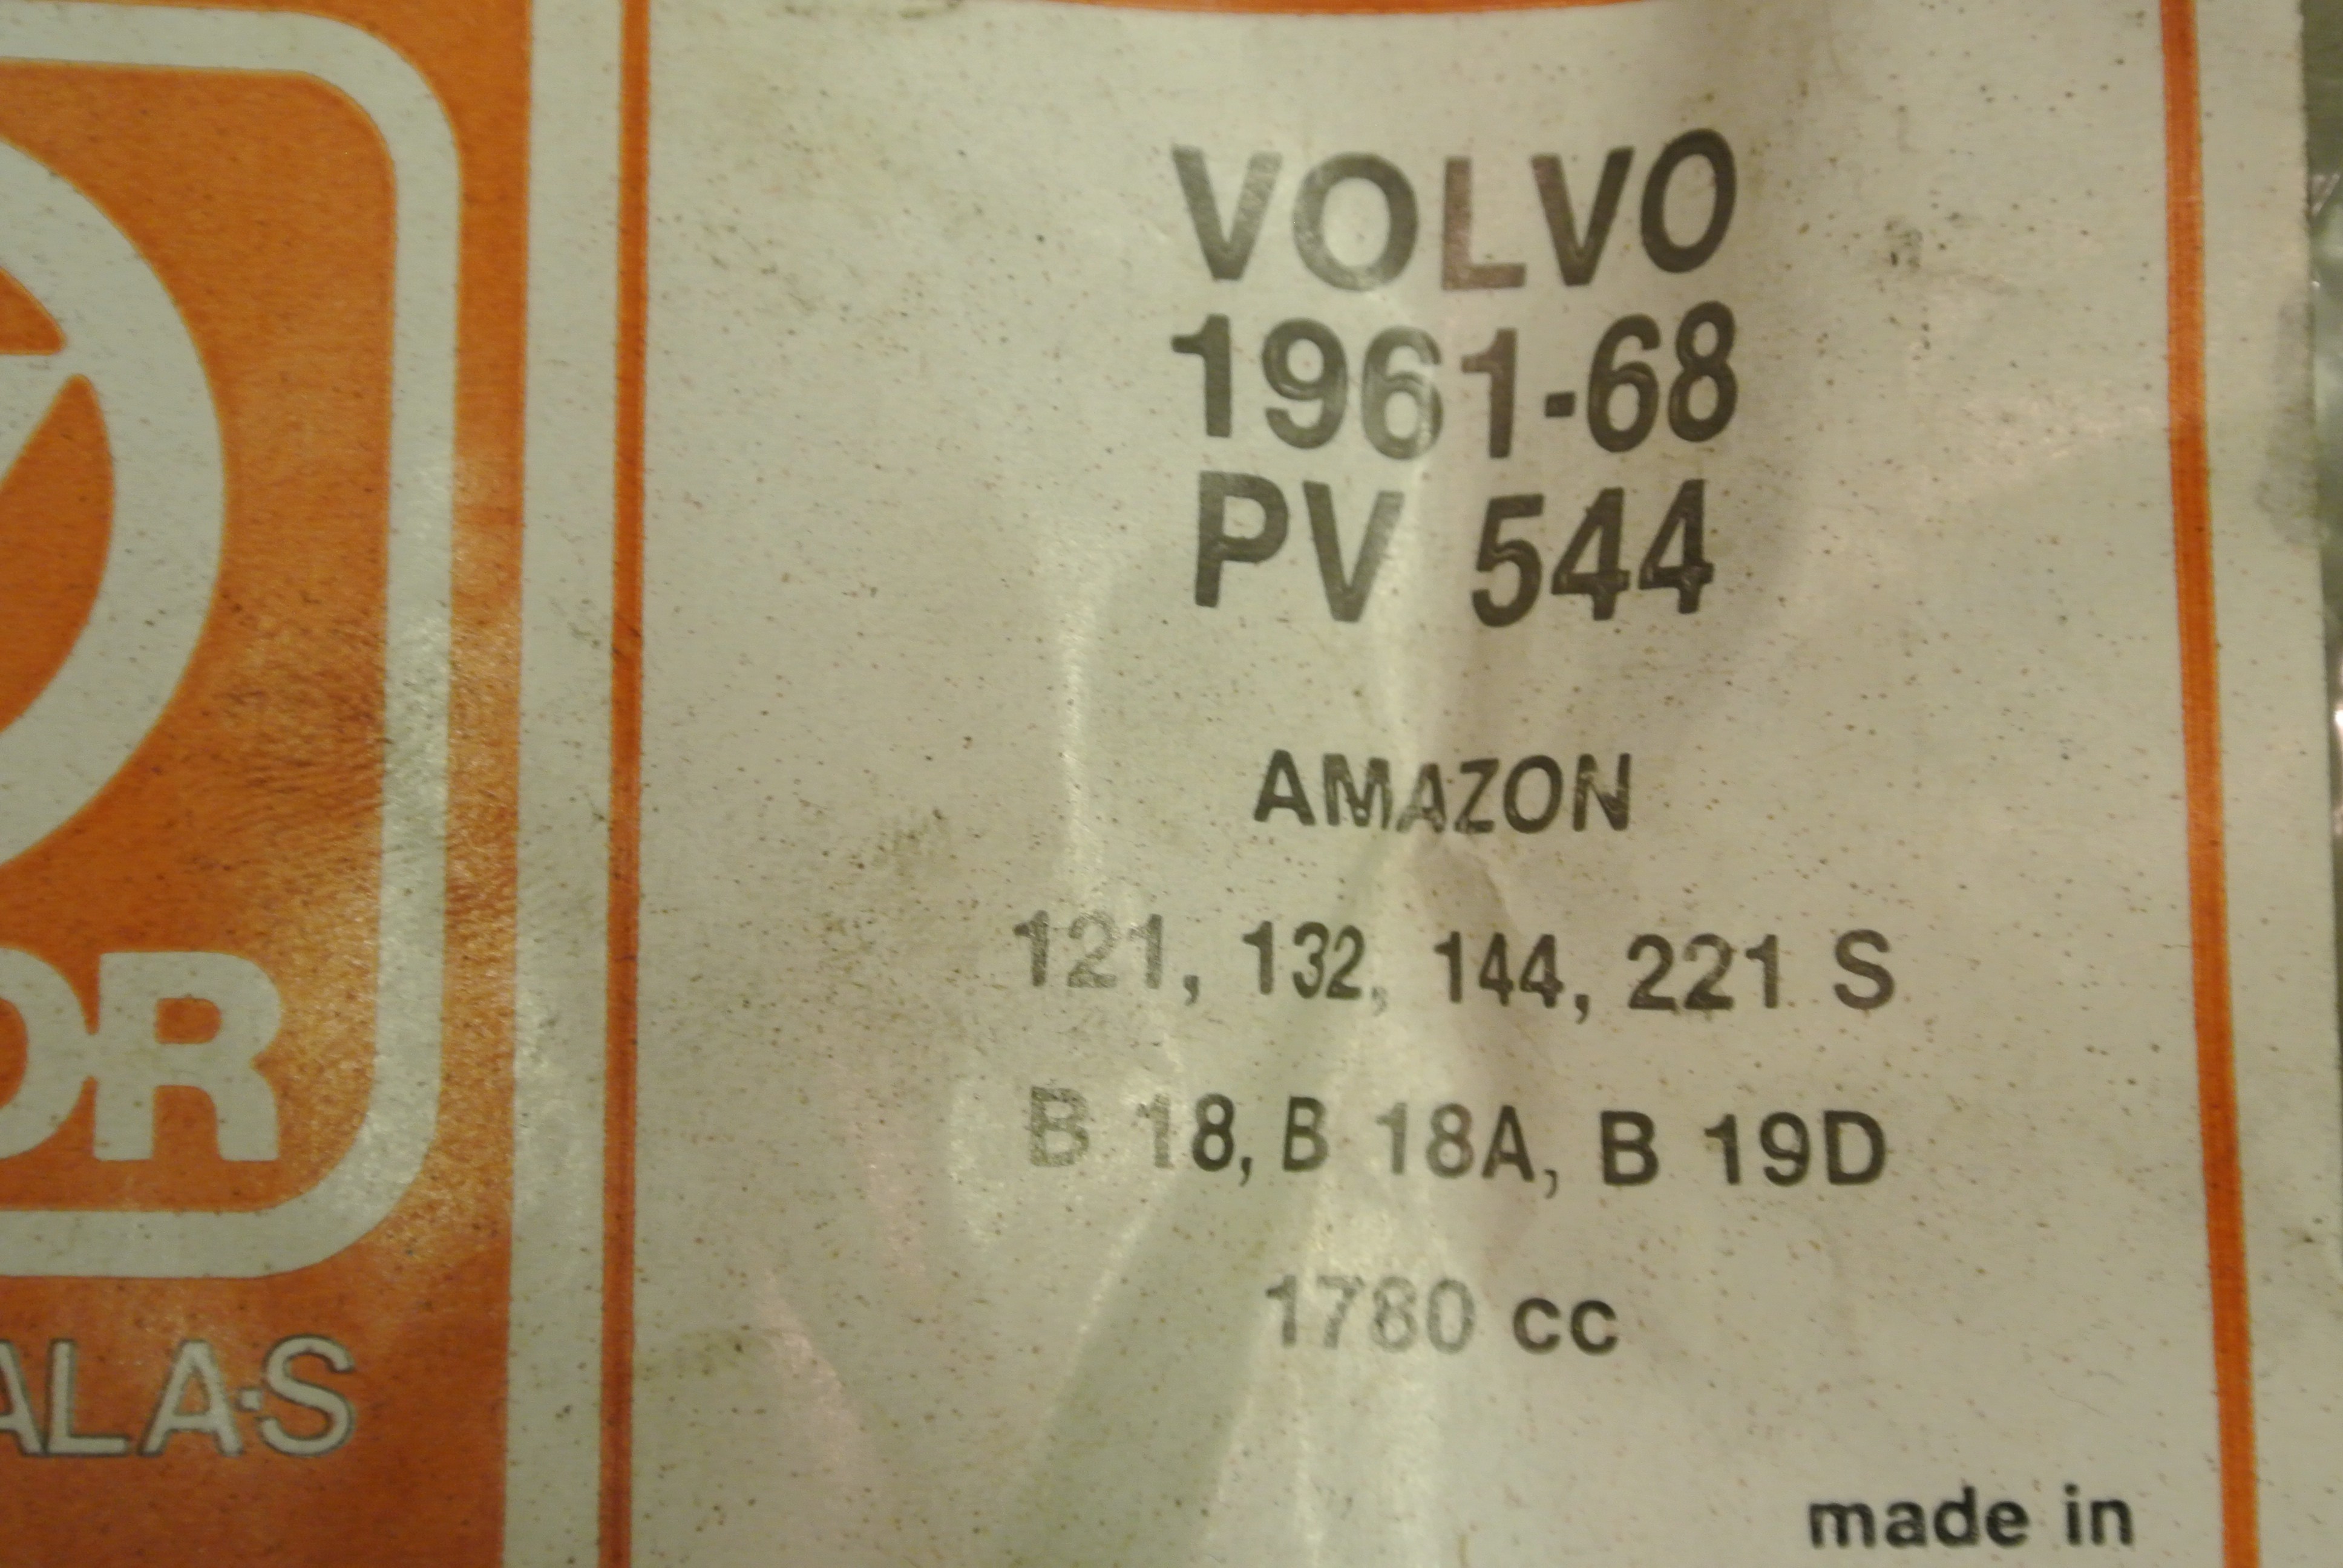 VOLVO
1961-68
PV 544
AMAZON
121, 132, 144, 221 S
B 18, B 18A, B 19D
1780 cc
made in
OR
ALA·S